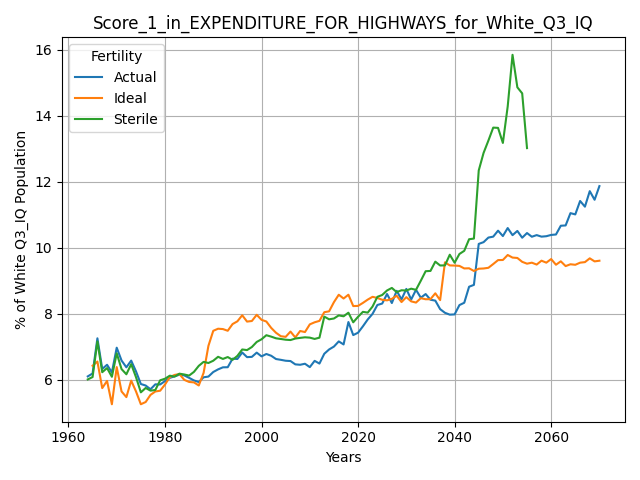 Score_1_in_EXPENDITURE_FOR_HIGHWAYS_for_White_Q3_IQ
Fertility
Actual
Ideal
Sterile
% of White Q3_IQ Population
16
14
12
10
8
6
1960
1980
2000
2020
2040
2060
Years